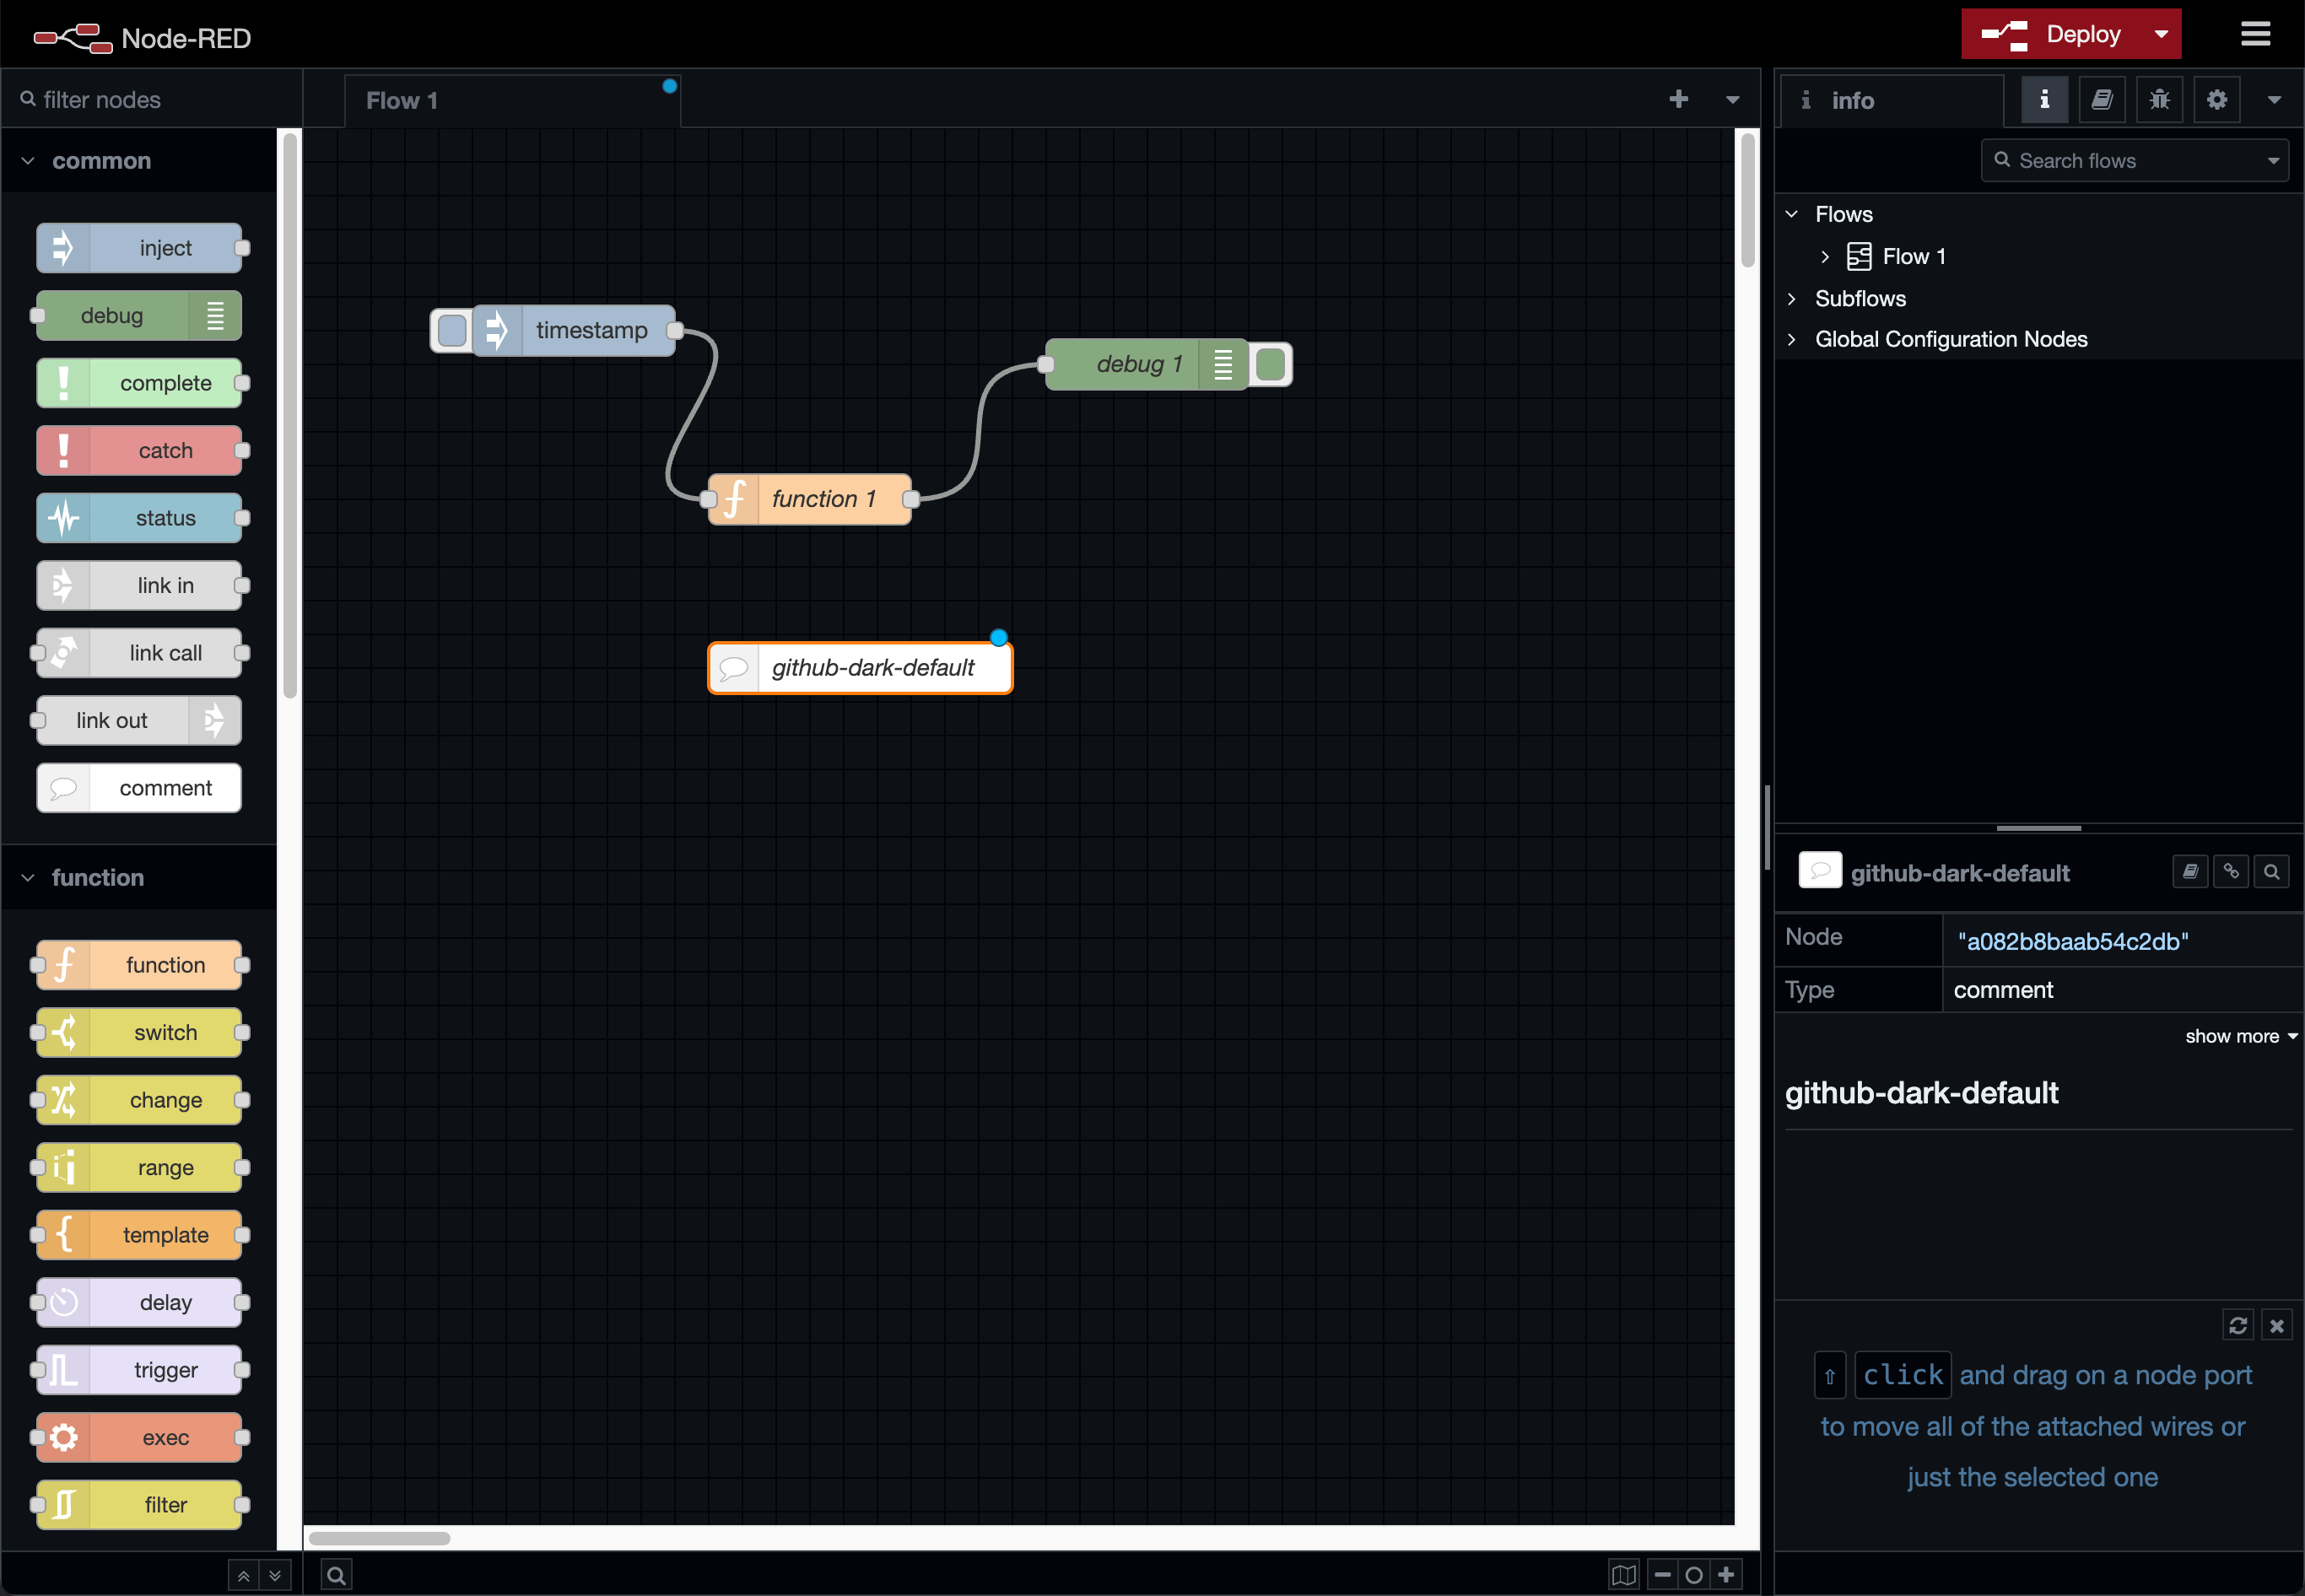 Node-RED
Deploy
filter nodes
Flow 1
info
common
Search flows
inject
debug
complete
catch
status
link in
link call
link out
comment
function
function
switch
change
range
template
delay
trigger
exec
filter
timestamp
debug 1
function 1
github-dark-default
Flows
Flow 1
Subflows
Global Configuration Nodes
github-dark-default
Node "a082b8baab54c2db"
Type comment
show more
github-dark-default
⇧ click and drag on a node port
to move all of the attached wires or
just the selected one